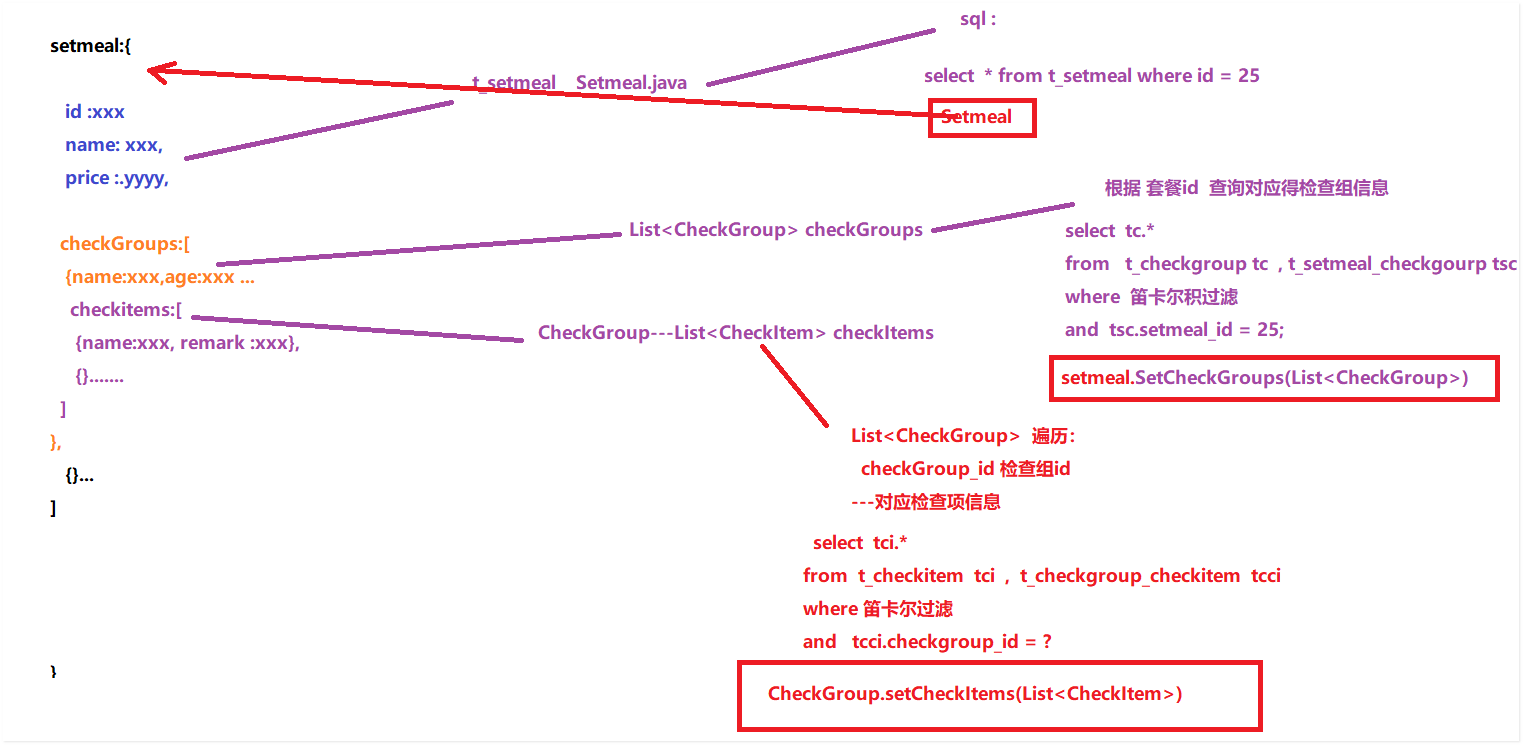 setmeal:{
id :xxx
name: xxx,
price :.yyyy,
checkGroups:[
{name:xxx,age:xxx ...
checkitems:[
{name:xxx, remark :xxx},
{}.......
]
},
{}...
]
}
t_setmeal    Setmeal.java
sql :
select  * from t_setmeal where id = 25
Setmeal
List<CheckGroup> checkGroups
根据 套餐id  查询对应得检查组信息
select  tc.*
from   t_checkgroup tc  , t_setmeal_checkgourp tsc
where  笛卡尔积过滤
and  tsc.setmeal_id = 25;
setmeal.SetCheckGroups(List<CheckGroup>)
CheckGroup---List<CheckItem> checkItems
List<CheckGroup>  遍历：
checkGroup_id 检查组id
---对应检查项信息
select  tci.*
from  t_checkitem  tci  ,  t_checkgroup_checkitem  tcci
where 笛卡尔过滤
and   tcci.checkgroup_id = ?
CheckGroup.setCheckItems(List<CheckItem>)